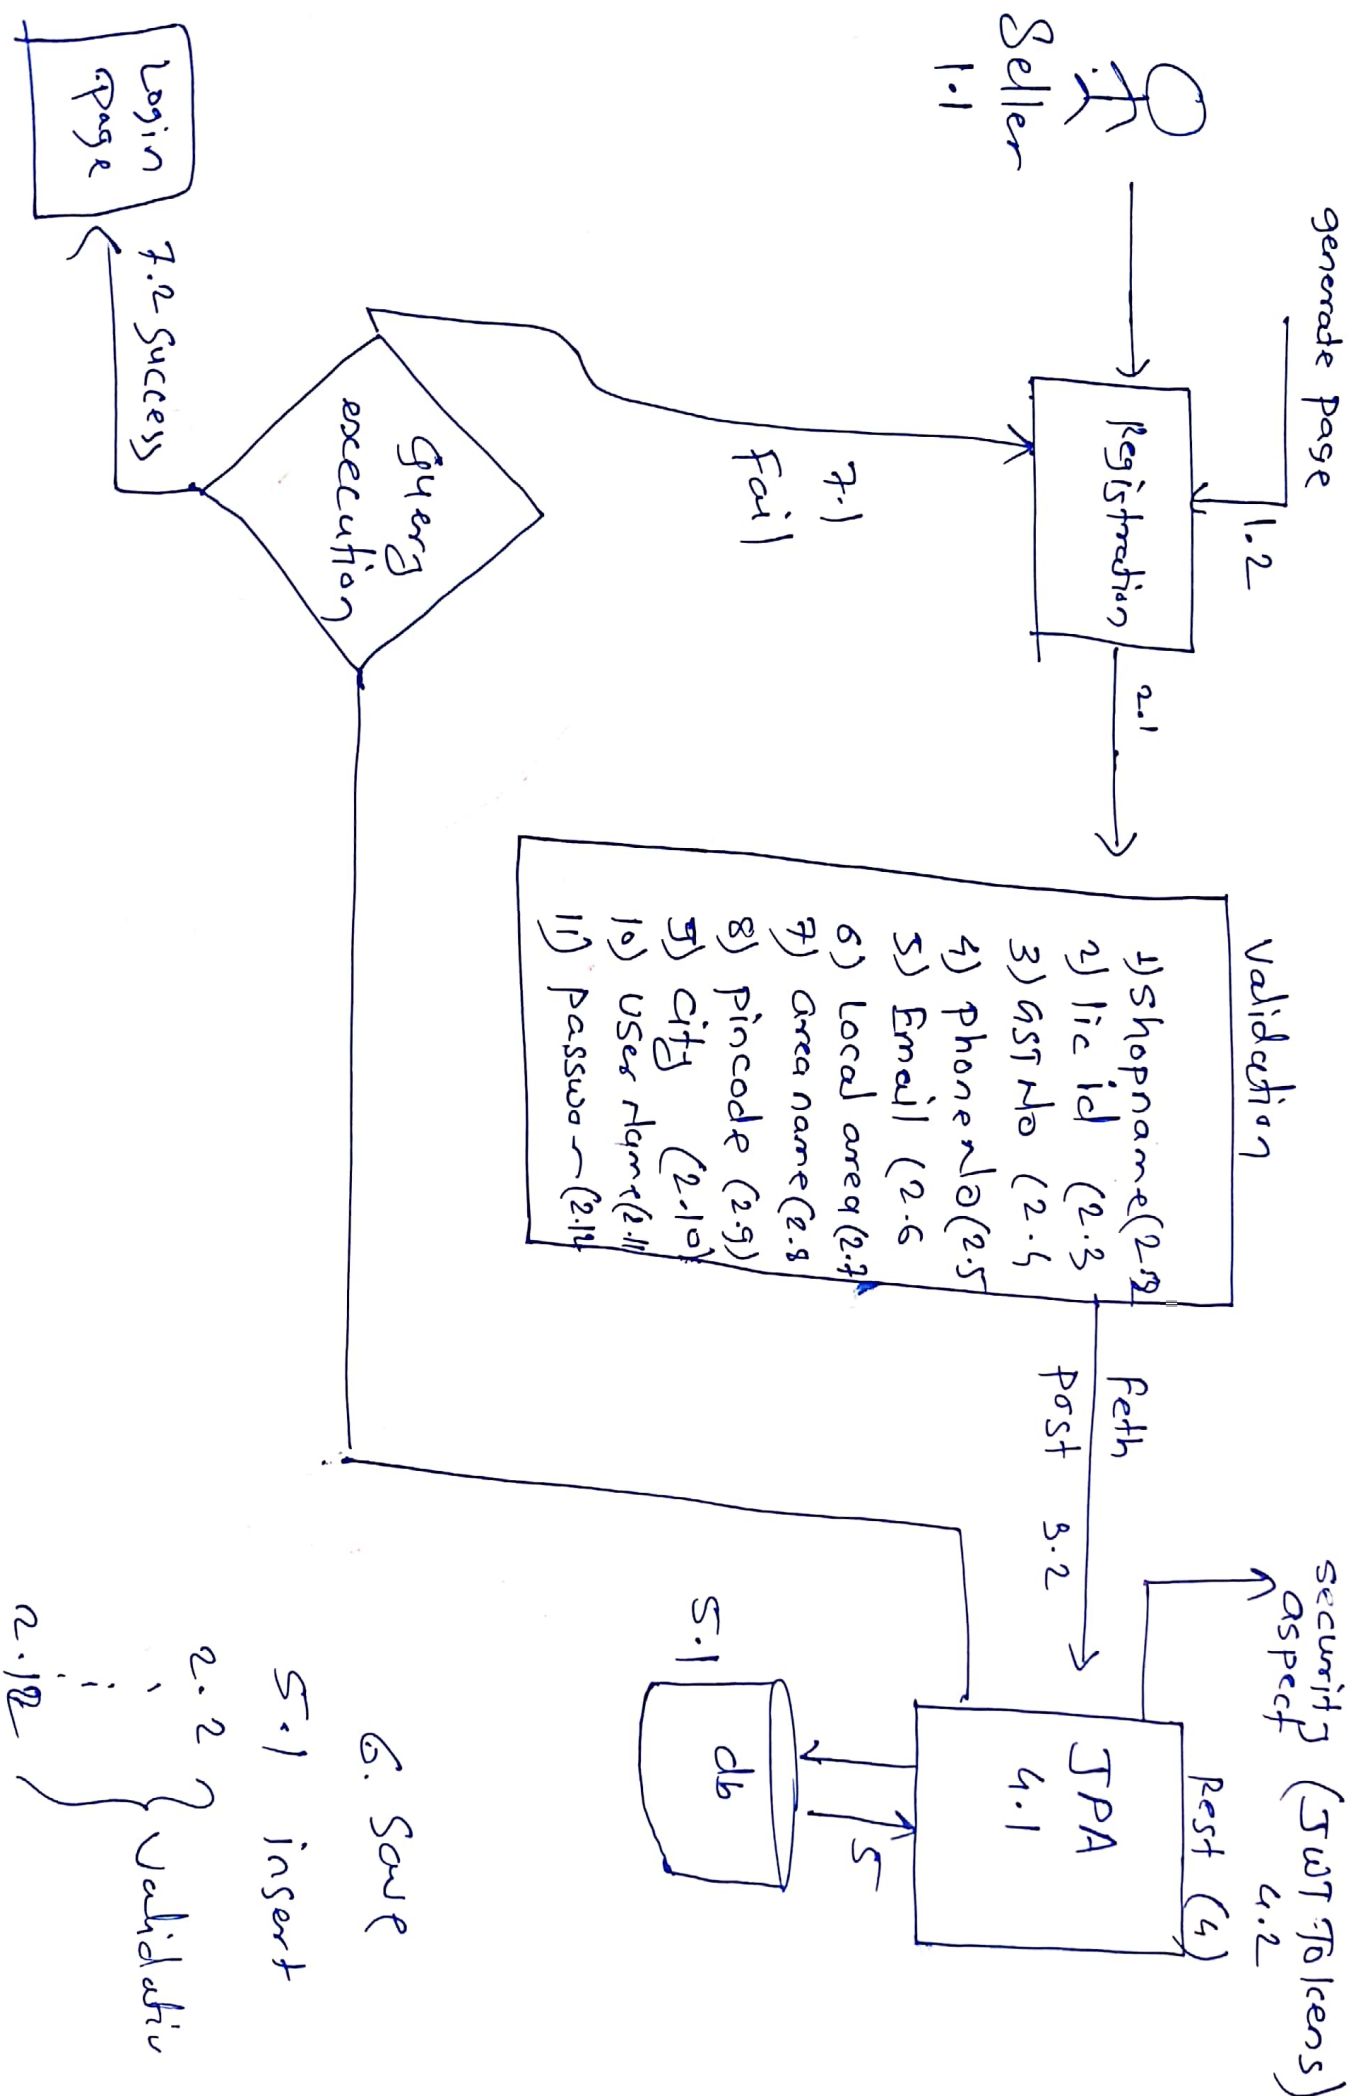 generate page
1.2
Seller
1.1
Registration
2.1
Validation
1) Shopname(2.2
2) lic id (2.3
3) GST No (2.4
4) Phone No(2.5
5) Email (2.6
6) Local area(2.7
7) area name(2.8
8) Pincode (2.9)
9) City (2.10)
10) User Name(2.11
11) Passwo (2.12
Feth
Post 3.2
Security (JWT Tokens)
aspect 4.2
Rest (4)
JPA
4.1
5
5.1
db
7.1
Fail
Query
execution
7.2 Success
Login
Page
6. Save
5.1 insert
2.2
2.12
Validatiu